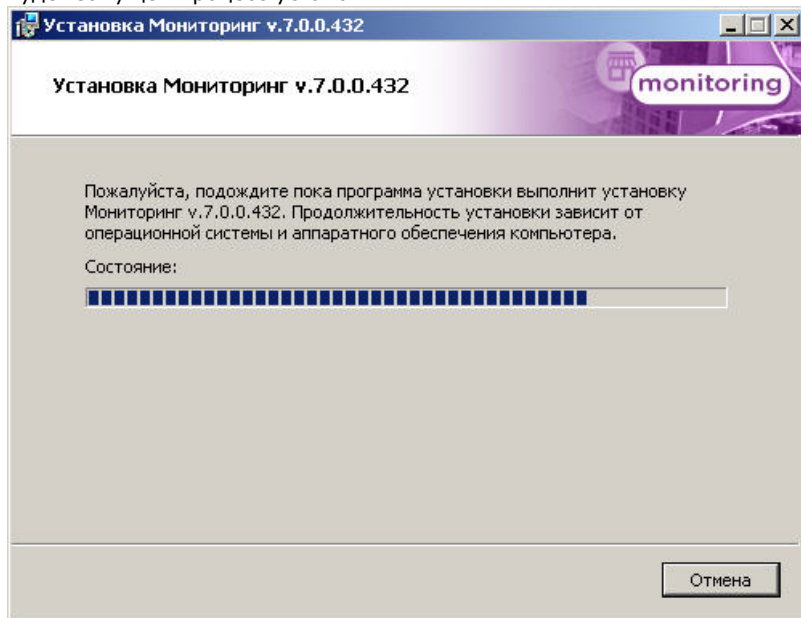 Установка Мониторинг v.7.0.0.432
Установка Мониторинг v.7.0.0.432
monitoring
Пожалуйста, подождите пока программа установки выполнит установку
Мониторинг v.7.0.0.432. Продолжительность установки зависит от
операционной системы и аппаратного обеспечения компьютера.
Состояние:
Отмена